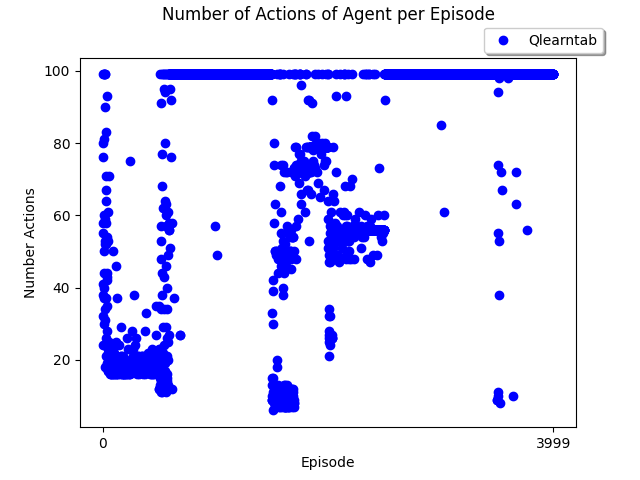 Number of Actions of Agent per Episode
Qlearntab
100
80
60
40
20
Number Actions
0
3999
Episode